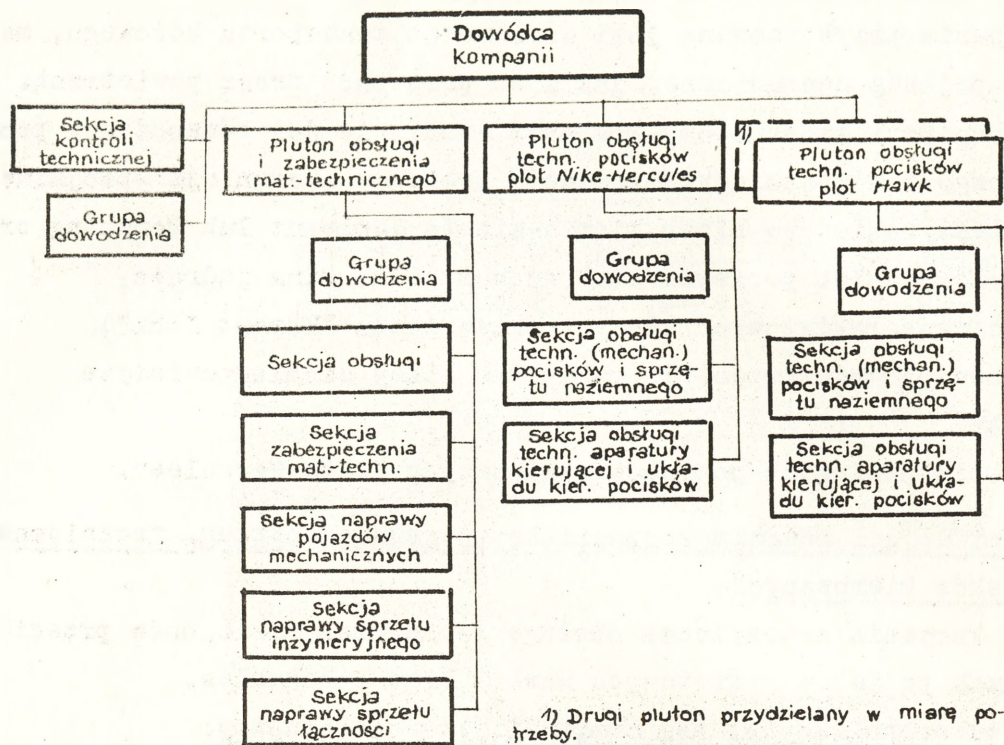 Dowódca
kompanii
Sekcja
kontroli
technicznej
Grupa
dowodzenia
Pluton obsługi
i zabezpieczenia
mat.-technicznego
Grupa
dowodzenia
Sekcja obsługi
Sekcja
zabezpieczenia
mat.-techn.
Sekcja naprawy
pojazdów
mechanicznych
Sekcja
naprawy sprzętu
inżynieryjnego
Sekcja
naprawy sprzętu
łączności
Pluton obsługi
techn. pocisków
plot Nike-Hercules
Grupa
dowodzenia
Sekcja obsługi
techn. (mechan.)
pocisków i sprzę-
tu naziemnego
Sekcja obsługi
techn. aparatury
kierującej i ukła-
du kier. pocisków
1)
Pluton obsługi
techn. pocisków
plot Hawk
Grupa
dowodzenia
Sekcja obsługi
techn. (mechan.)
pocisków i sprzę-
tu naziemnego
Sekcja obsługi
techn. aparatury
kierującej i ukła-
du kier. pocisków
1) Drugi pluton przydzielany w miarę po-
trzeby.